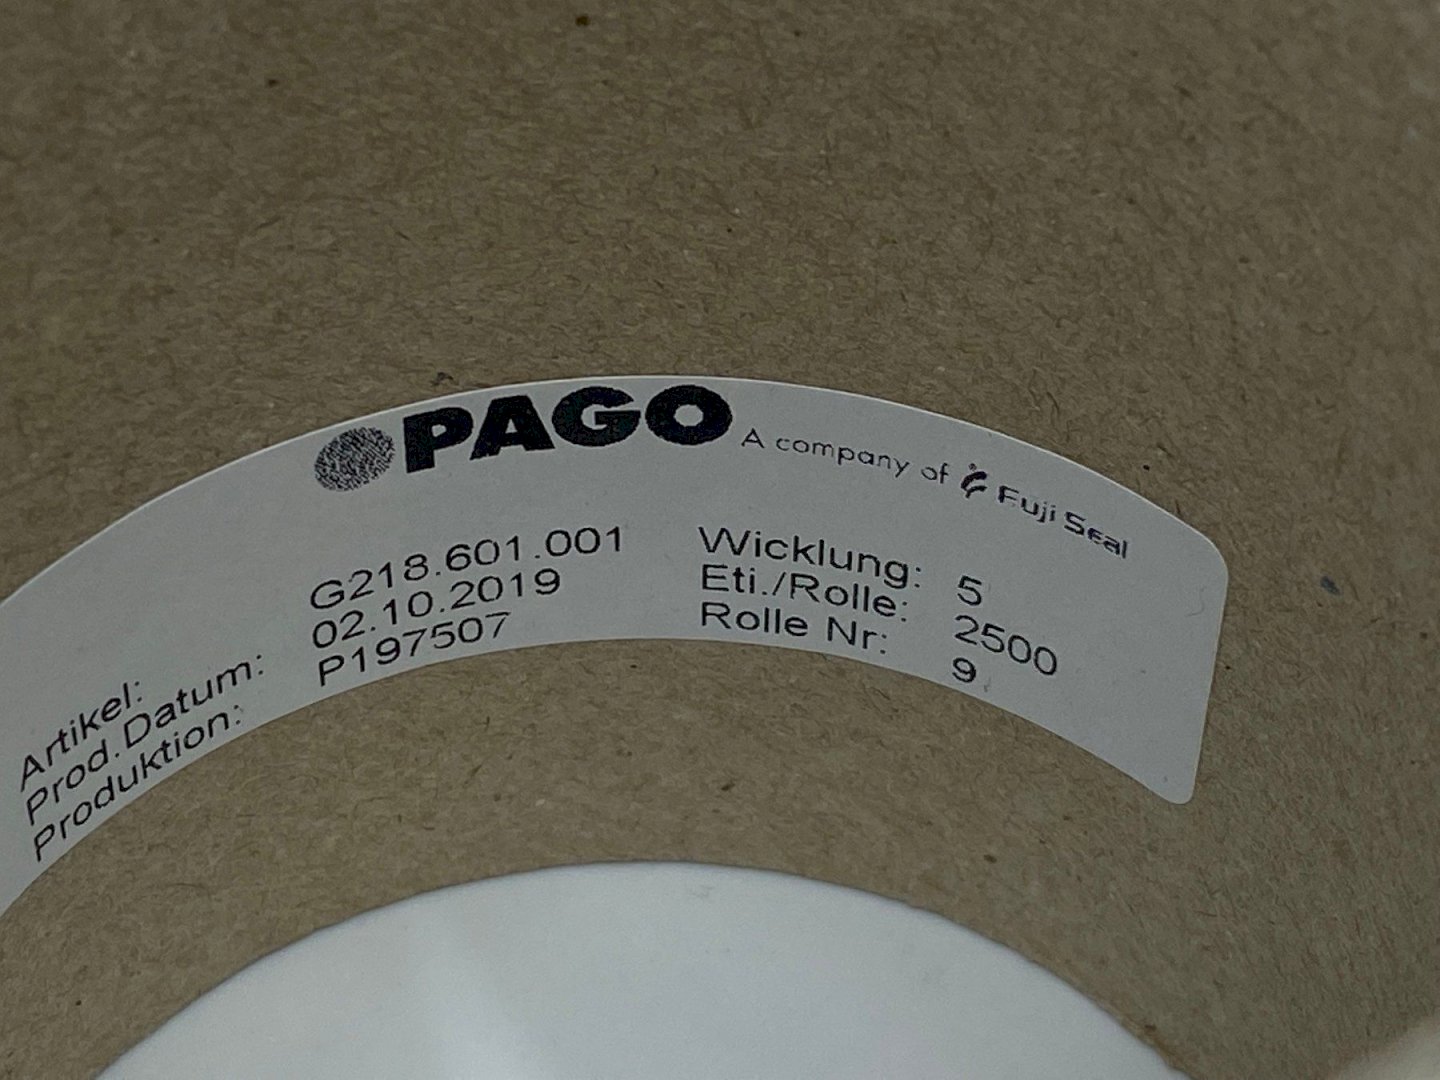 PAGO A company of Fuji Seal
Artikel: G218.601.001 Wicklung: 5
Prod.Datum: 02.10.2019 Eti./Rolle: 2500
Produktion: P197507 Rolle Nr: 9